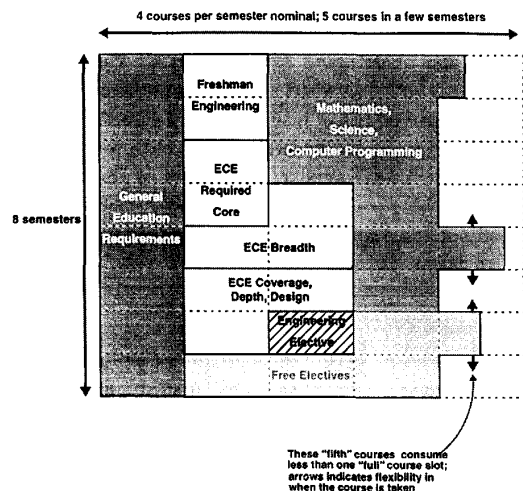 4 courses per semester nominal; 5 courses in a few semesters
Freshman
Engineering
Mathematics,
Science,
Computer Programming
ECE
Required
Core
General
Education
Requirements
8 semesters
ECE Breadth
ECE Coverage,
Depth, Design
Engineering
Elective
Free Electives
These "fifth" courses consume
less than one "full" course slot;
arrows indicates flexibility in
when the course is taken